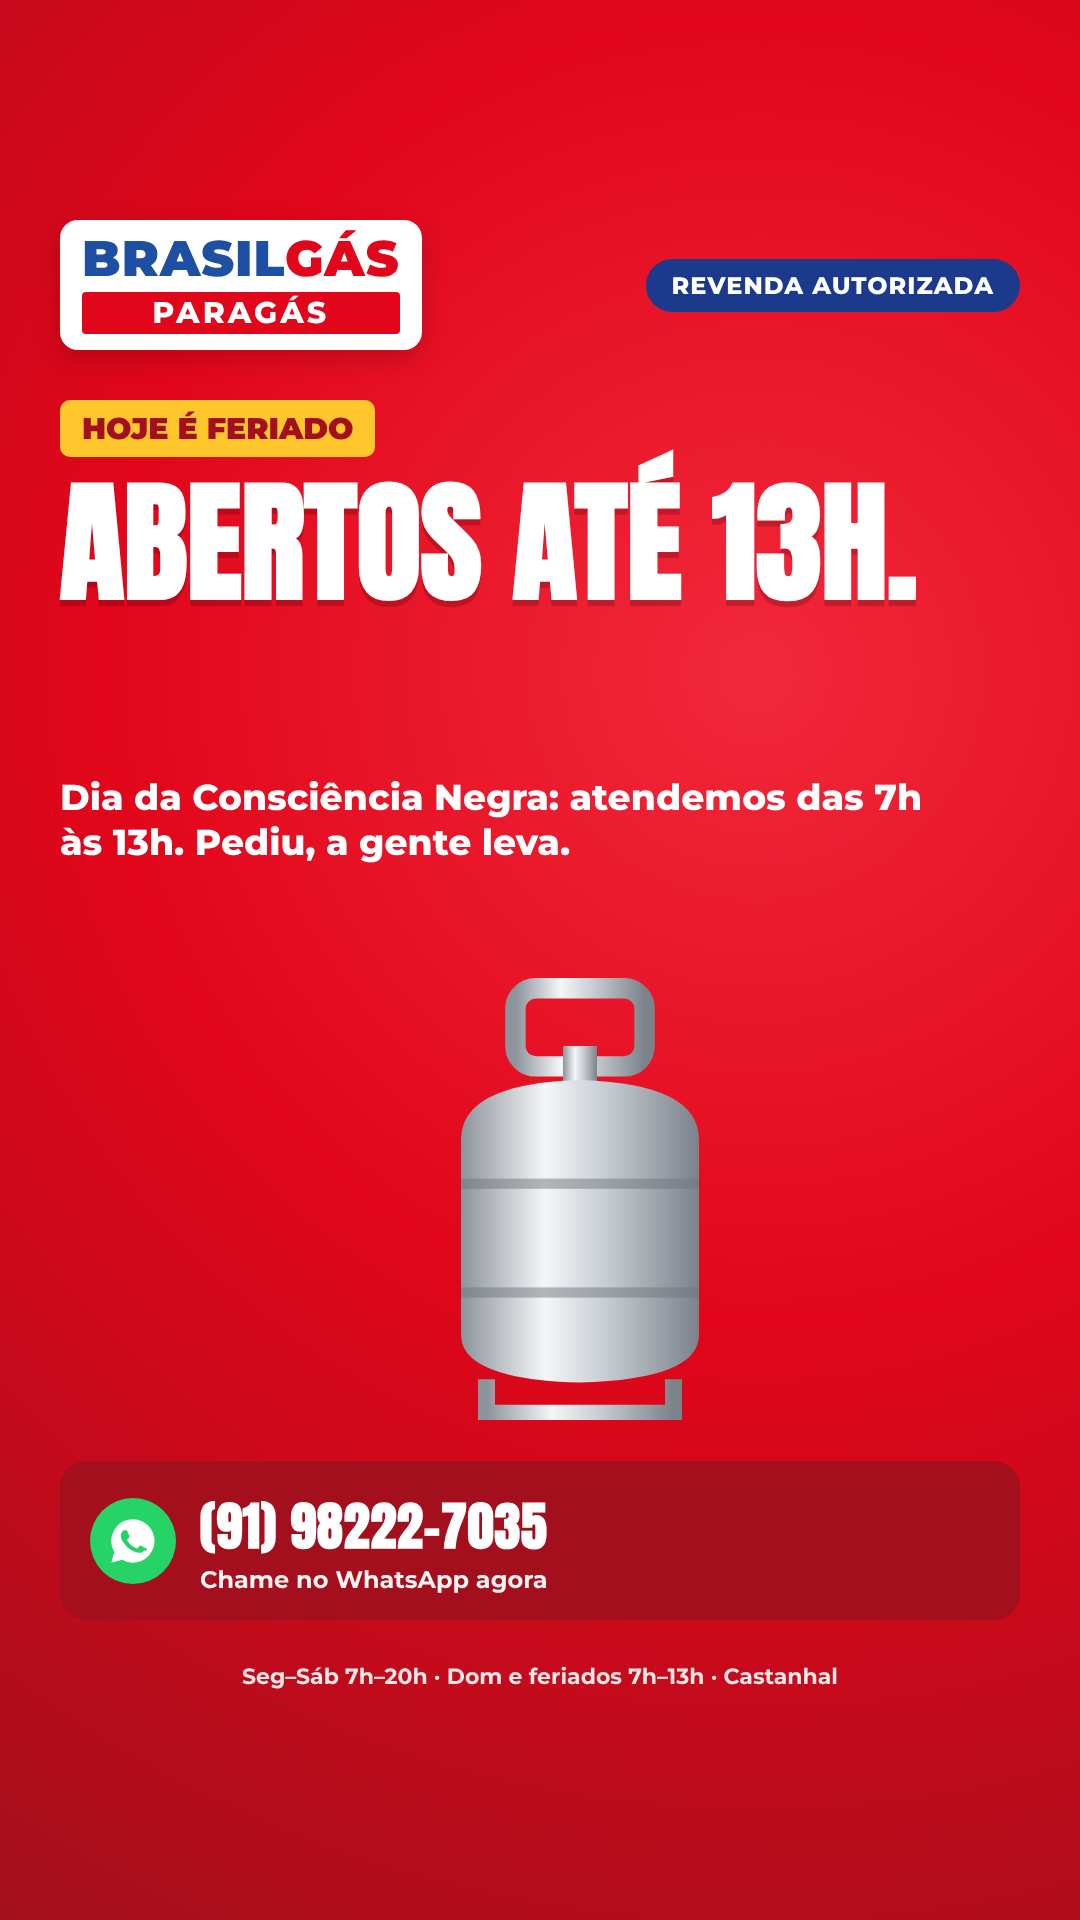 BRASILGÁS
PARAGÁS
REVENDA AUTORIZADA
HOJE É FERIADO
ABERTOS ATÉ 13H.
Dia da Consciência Negra: atendemos das 7h
às 13h. Pediu, a gente leva.
(91) 98222-7035
Chame no WhatsApp agora
Seg–Sáb 7h–20h · Dom e feriados 7h–13h · Castanhal